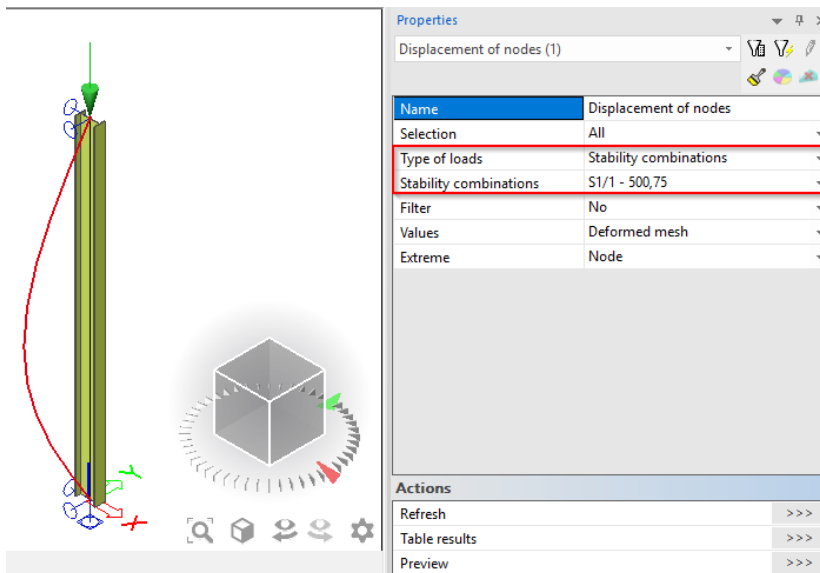 Properties
Displacement of nodes (1)
Name Displacement of nodes
Selection All
Type of loads Stability combinations
Stability combinations S1/1 - 500,75
Filter No
Values Deformed mesh
Extreme Node
Y
X
Actions
Refresh >>>
Table results >>>
Preview >>>